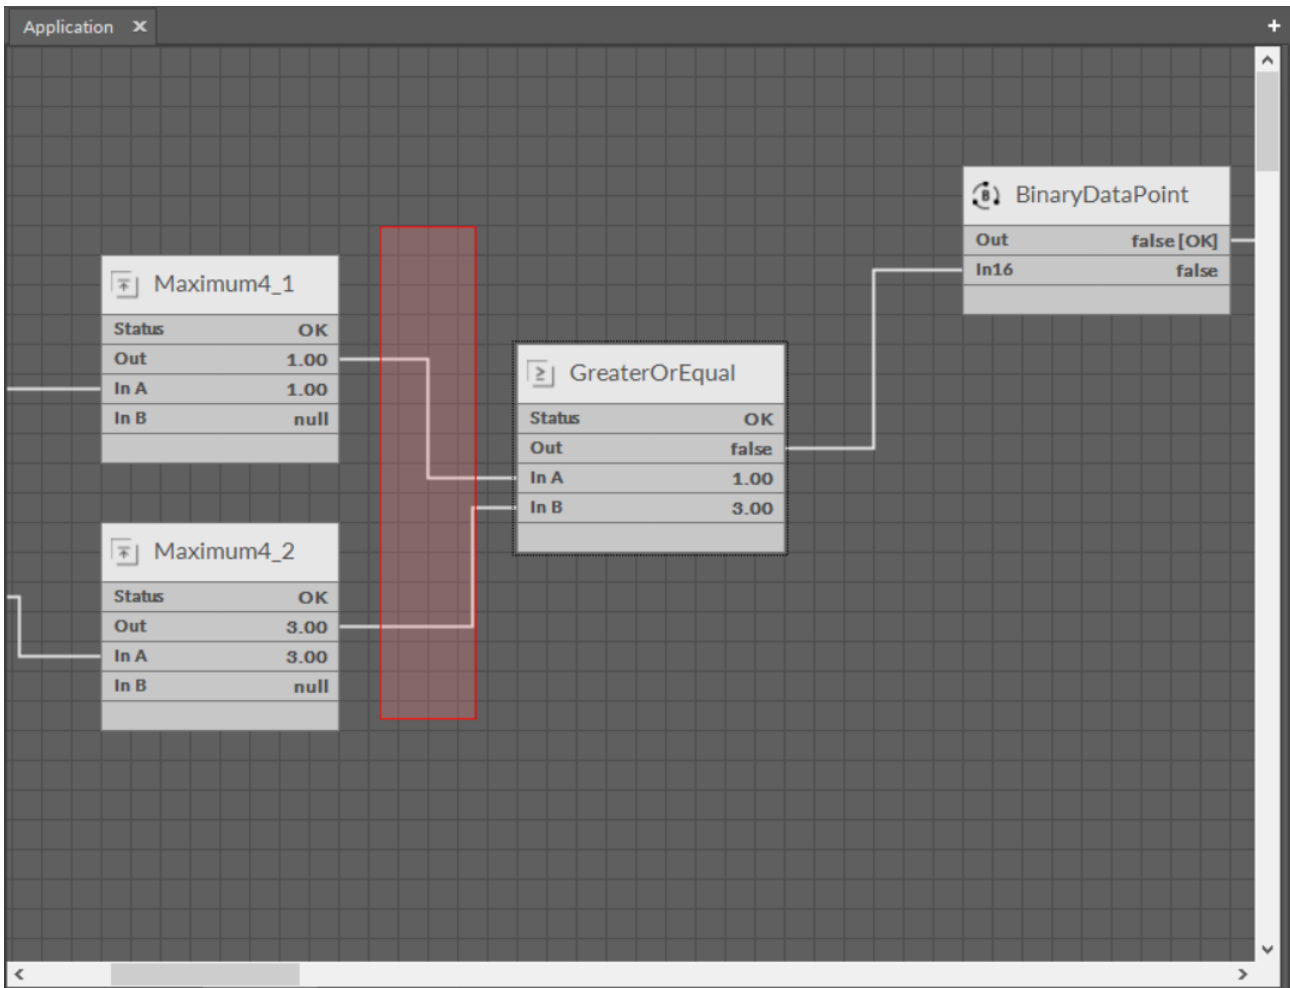 Application
BinaryDataPoint
Out false [OK]
In16 false
Maximum4_1
Status OK
Out 1.00
In A 1.00
In B null
GreaterOrEqual
Status OK
Out false
In A 1.00
In B 3.00
Maximum4_2
Status OK
Out 3.00
In A 3.00
In B null